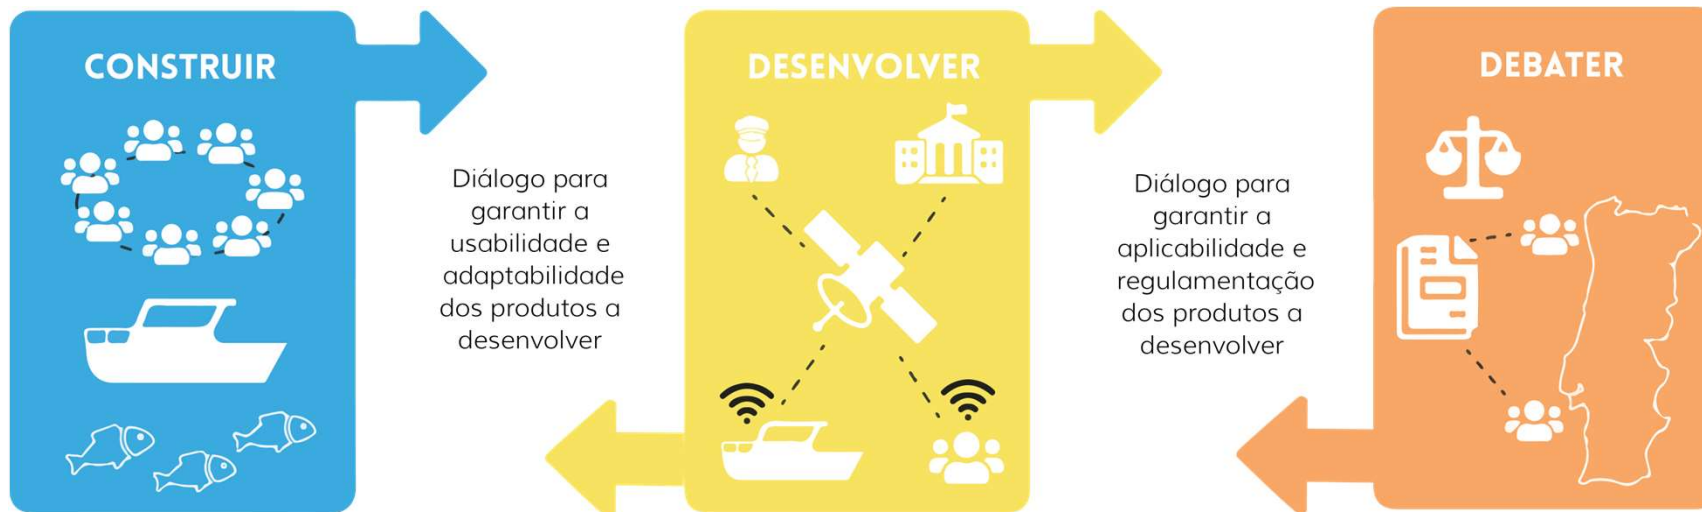 CONSTRUIR
Diálogo para
garantir a
usabilidade e
adaptabilidade
dos produtos a
desenvolver
DESENVOLVER
Diálogo para
garantir a
aplicabilidade e
regulamentação
dos produtos a
desenvolver
DEBATER